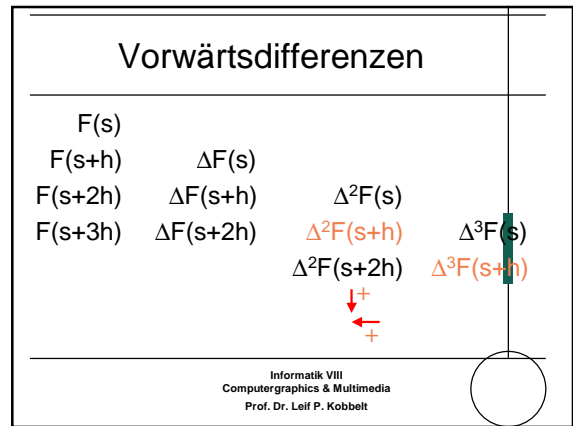 Vorwärtsdifferenzen
F(s)
F(s+h) ΔF(s)
F(s+2h) ΔF(s+h) Δ²F(s)
F(s+3h) ΔF(s+2h) Δ²F(s+h) Δ³F(s)
Δ²F(s+2h) Δ³F(s+h)
+
+
Informatik VIII
Computergraphics & Multimedia
Prof. Dr. Leif P. Kobbelt